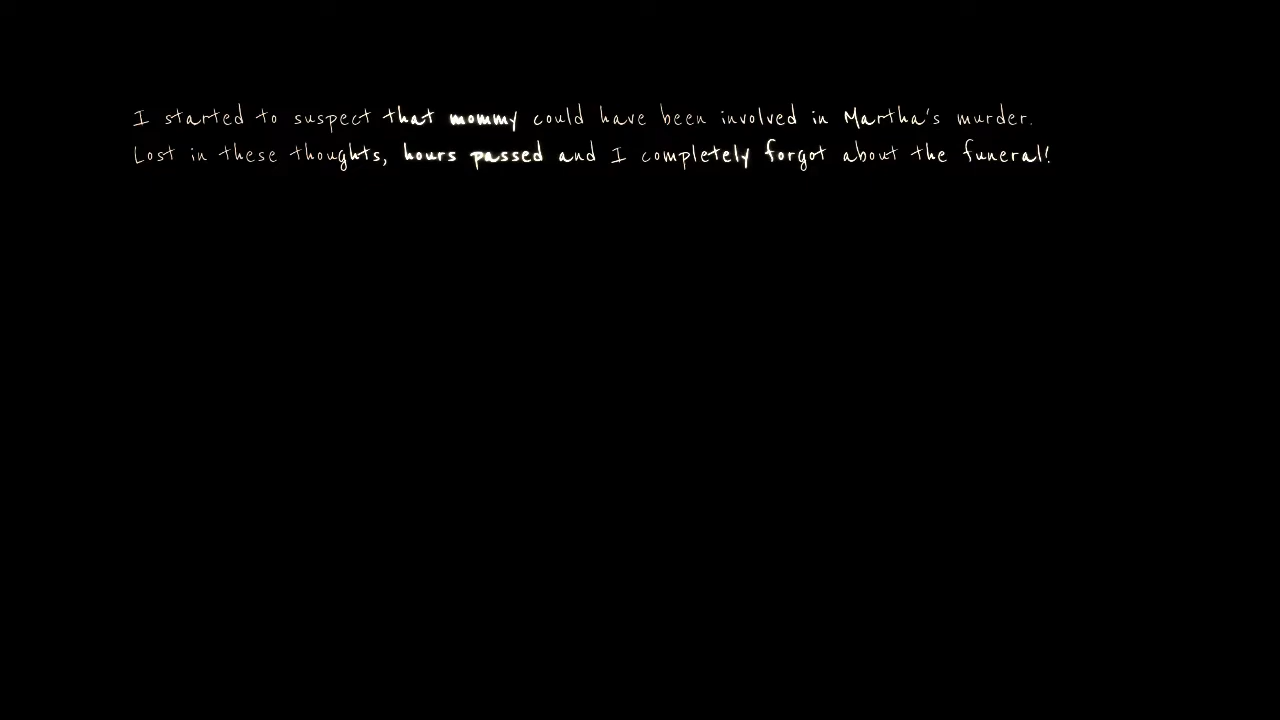 I started to suspect that mommy could have been involved in Martha's murder.
Lost in these thoughts, hours passed and I completely forgot about the funeral!